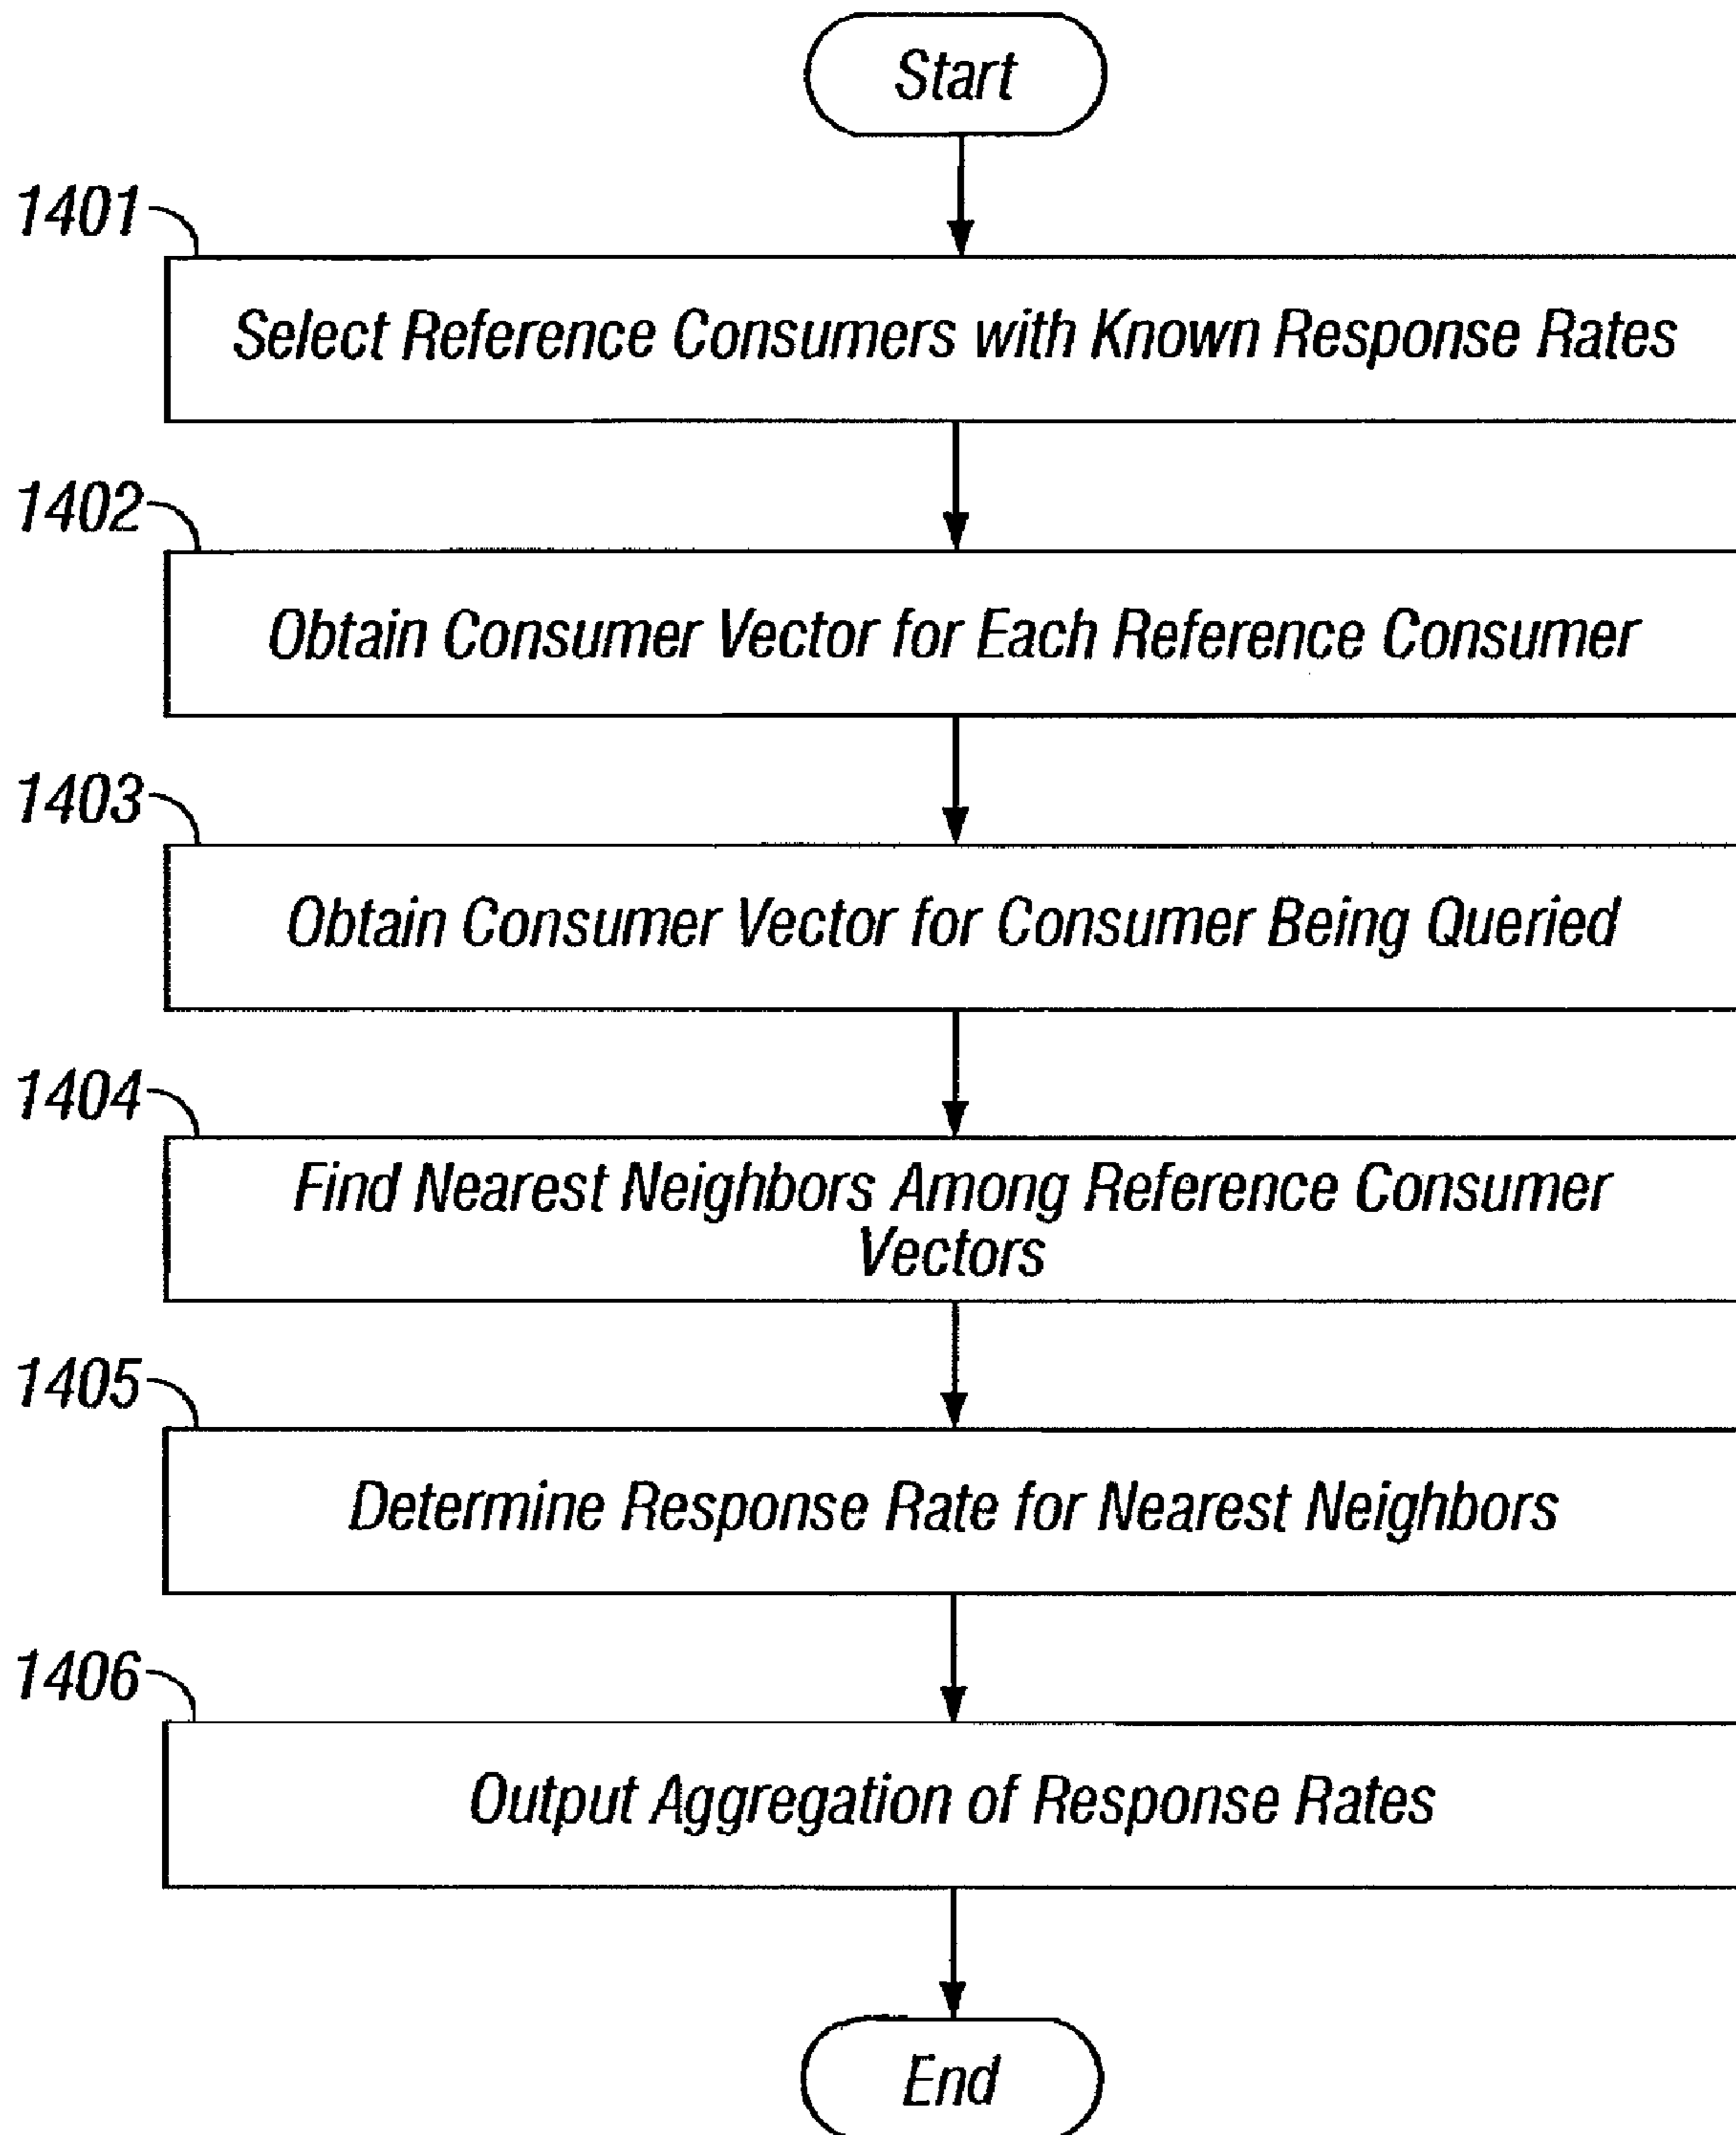 Start
1401
Select Reference Consumers with Known Response Rates
1402
Obtain Consumer Vector for Each Reference Consumer
1403
Obtain Consumer Vector for Consumer Being Queried
1404
Find Nearest Neighbors Among Reference Consumer
Vectors
1405
Determine Response Rate for Nearest Neighbors
1406
Output Aggregation of Response Rates
End